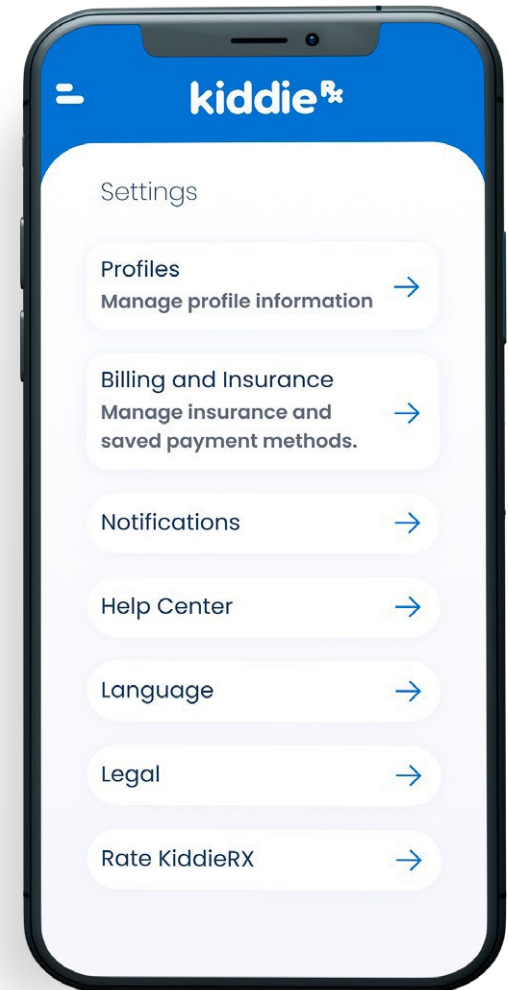 kiddie Rx
Settings
Profiles
Manage profile information
Billing and Insurance
Manage insurance and
saved payment methods.
Notifications
Help Center
Language
Legal
Rate KiddieRX